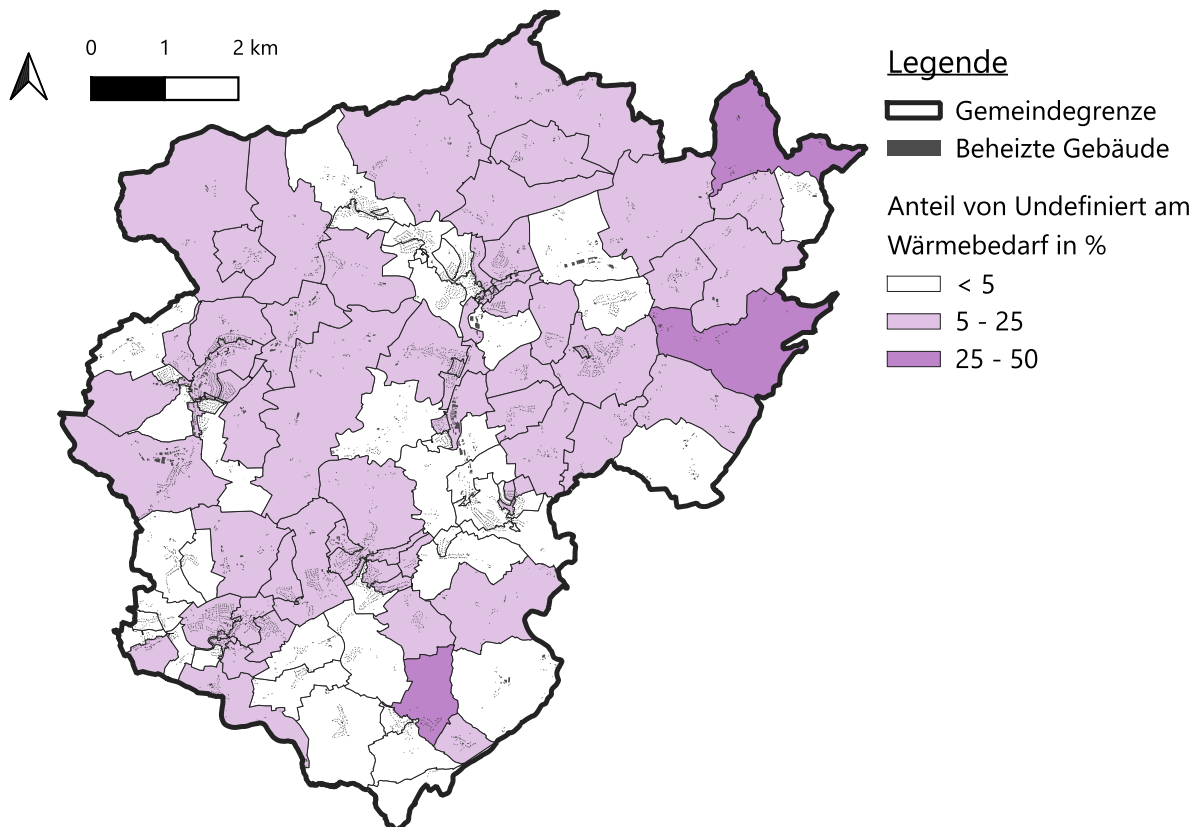 0 1 2 km
Legende
Gemeindegrenze
Beheizte Gebäude
Anteil von Undefiniert am
Wärmebedarf in %
< 5
5 - 25
25 - 50